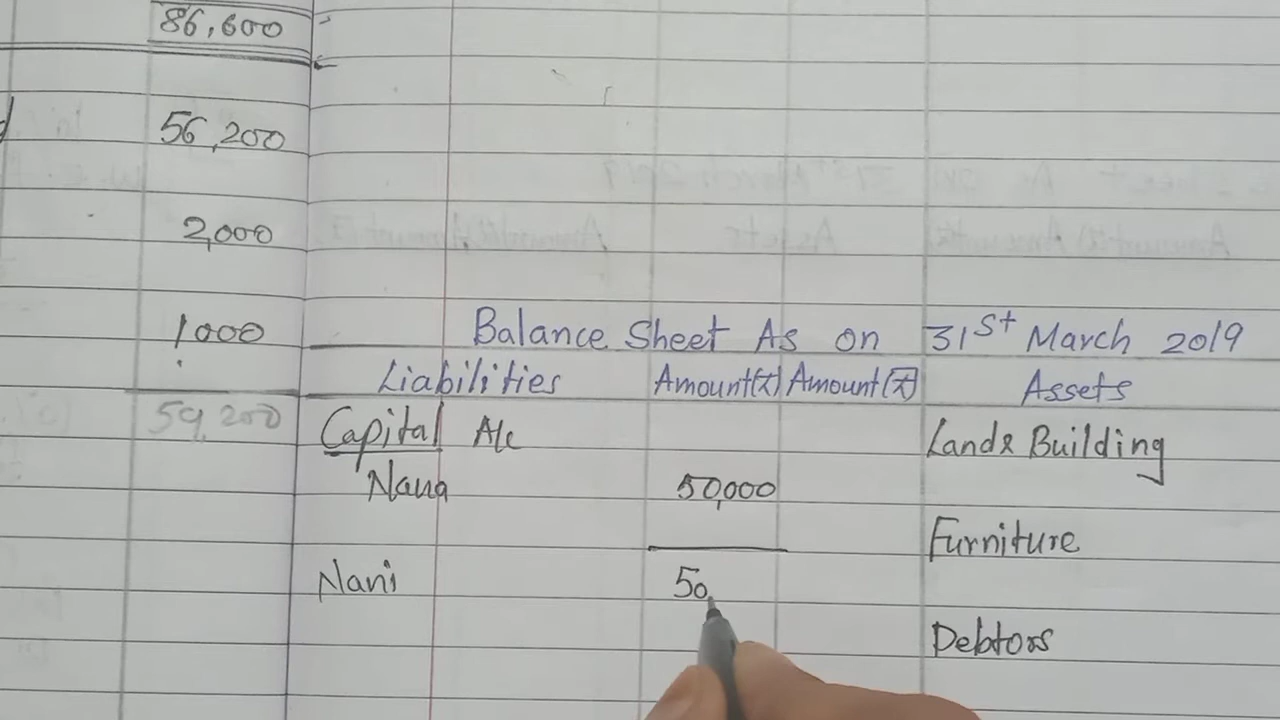 86,600
56,200
2,000
1000
Balance Sheet As on 31st March 2019
Liabilities Amount(₹) Amount(₹) Assets
59,200
Capital A/c Land & Building
Nana 50,000
Furniture
Nani 50,
Debtors